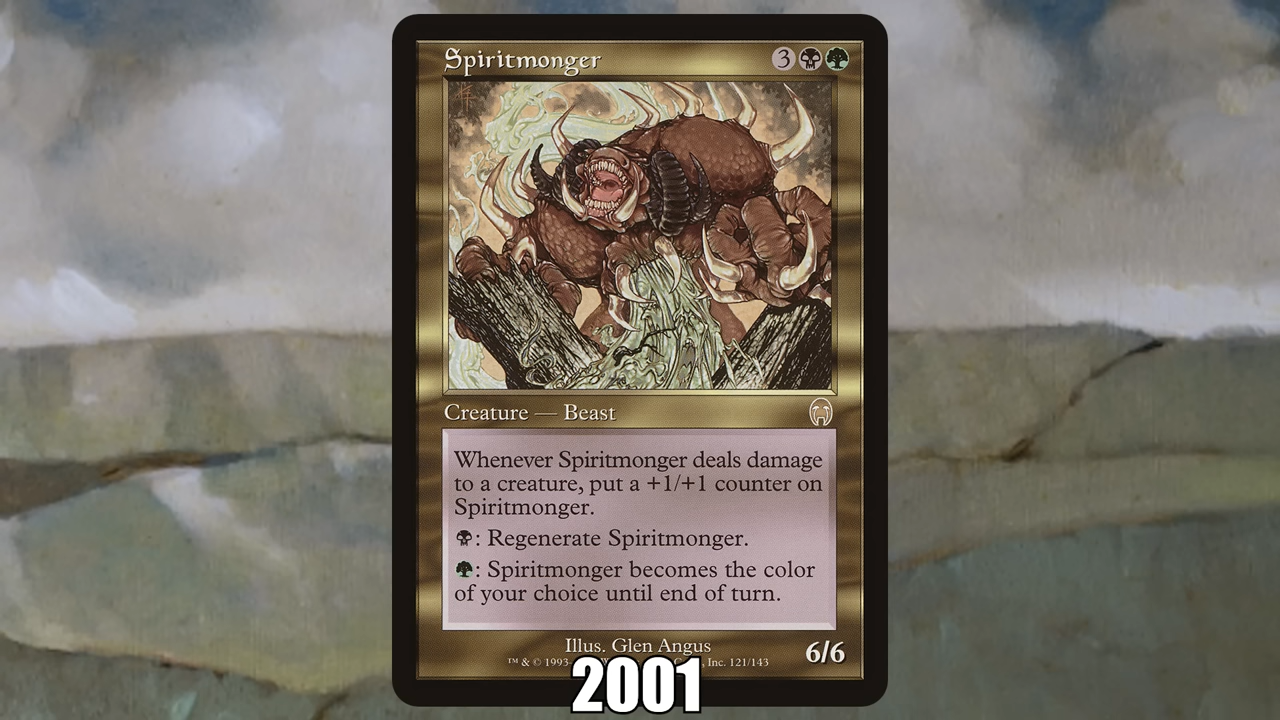 Spiritmonger 3
Creature — Beast
Whenever Spiritmonger deals damage
to a creature, put a +1/+1 counter on
Spiritmonger.
: Regenerate Spiritmonger.
: Spiritmonger becomes the color
of your choice until end of turn.
Illus. Glen Angus
™ & © 1993- Inc. 121/143
6/6
2001